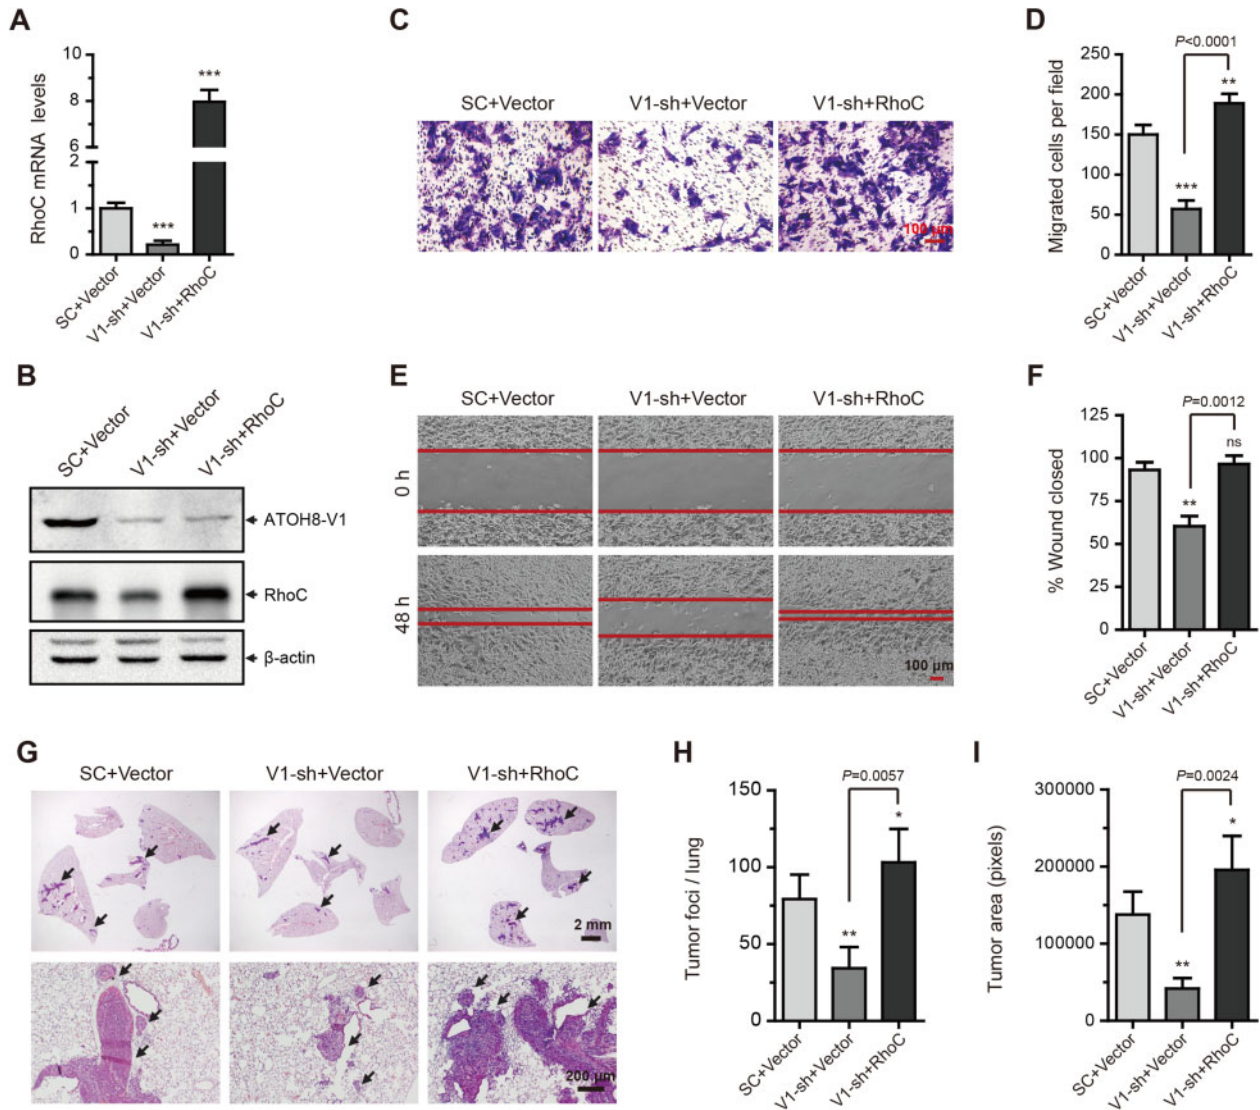 A
RhoC mRNA levels
10
8
6
2
1
0
***
***
SC+Vector
V1-sh+Vector
V1-sh+RhoC
B
SC+Vector
V1-sh+Vector
V1-sh+RhoC
ATOH8-V1
RhoC
β-actin
C
SC+Vector
V1-sh+Vector
V1-sh+RhoC
100 μm
D
Migrated cells per field
250
200
150
100
50
0
P<0.0001
***
**
SC+Vector
V1-sh+Vector
V1-sh+RhoC
E
SC+Vector
V1-sh+Vector
V1-sh+RhoC
0 h
48 h
100 μm
F
% Wound closed
125
100
75
50
25
0
P=0.0012
**
ns
SC+Vector
V1-sh+Vector
V1-sh+RhoC
G
SC+Vector
V1-sh+Vector
V1-sh+RhoC
2 mm
200 μm
H
Tumor foci / lung
150
100
50
0
P=0.0057
**
*
SC+Vector
V1-sh+Vector
V1-sh+RhoC
I
Tumor area (pixels)
300000
200000
100000
0
P=0.0024
**
*
SC+Vector
V1-sh+Vector
V1-sh+RhoC